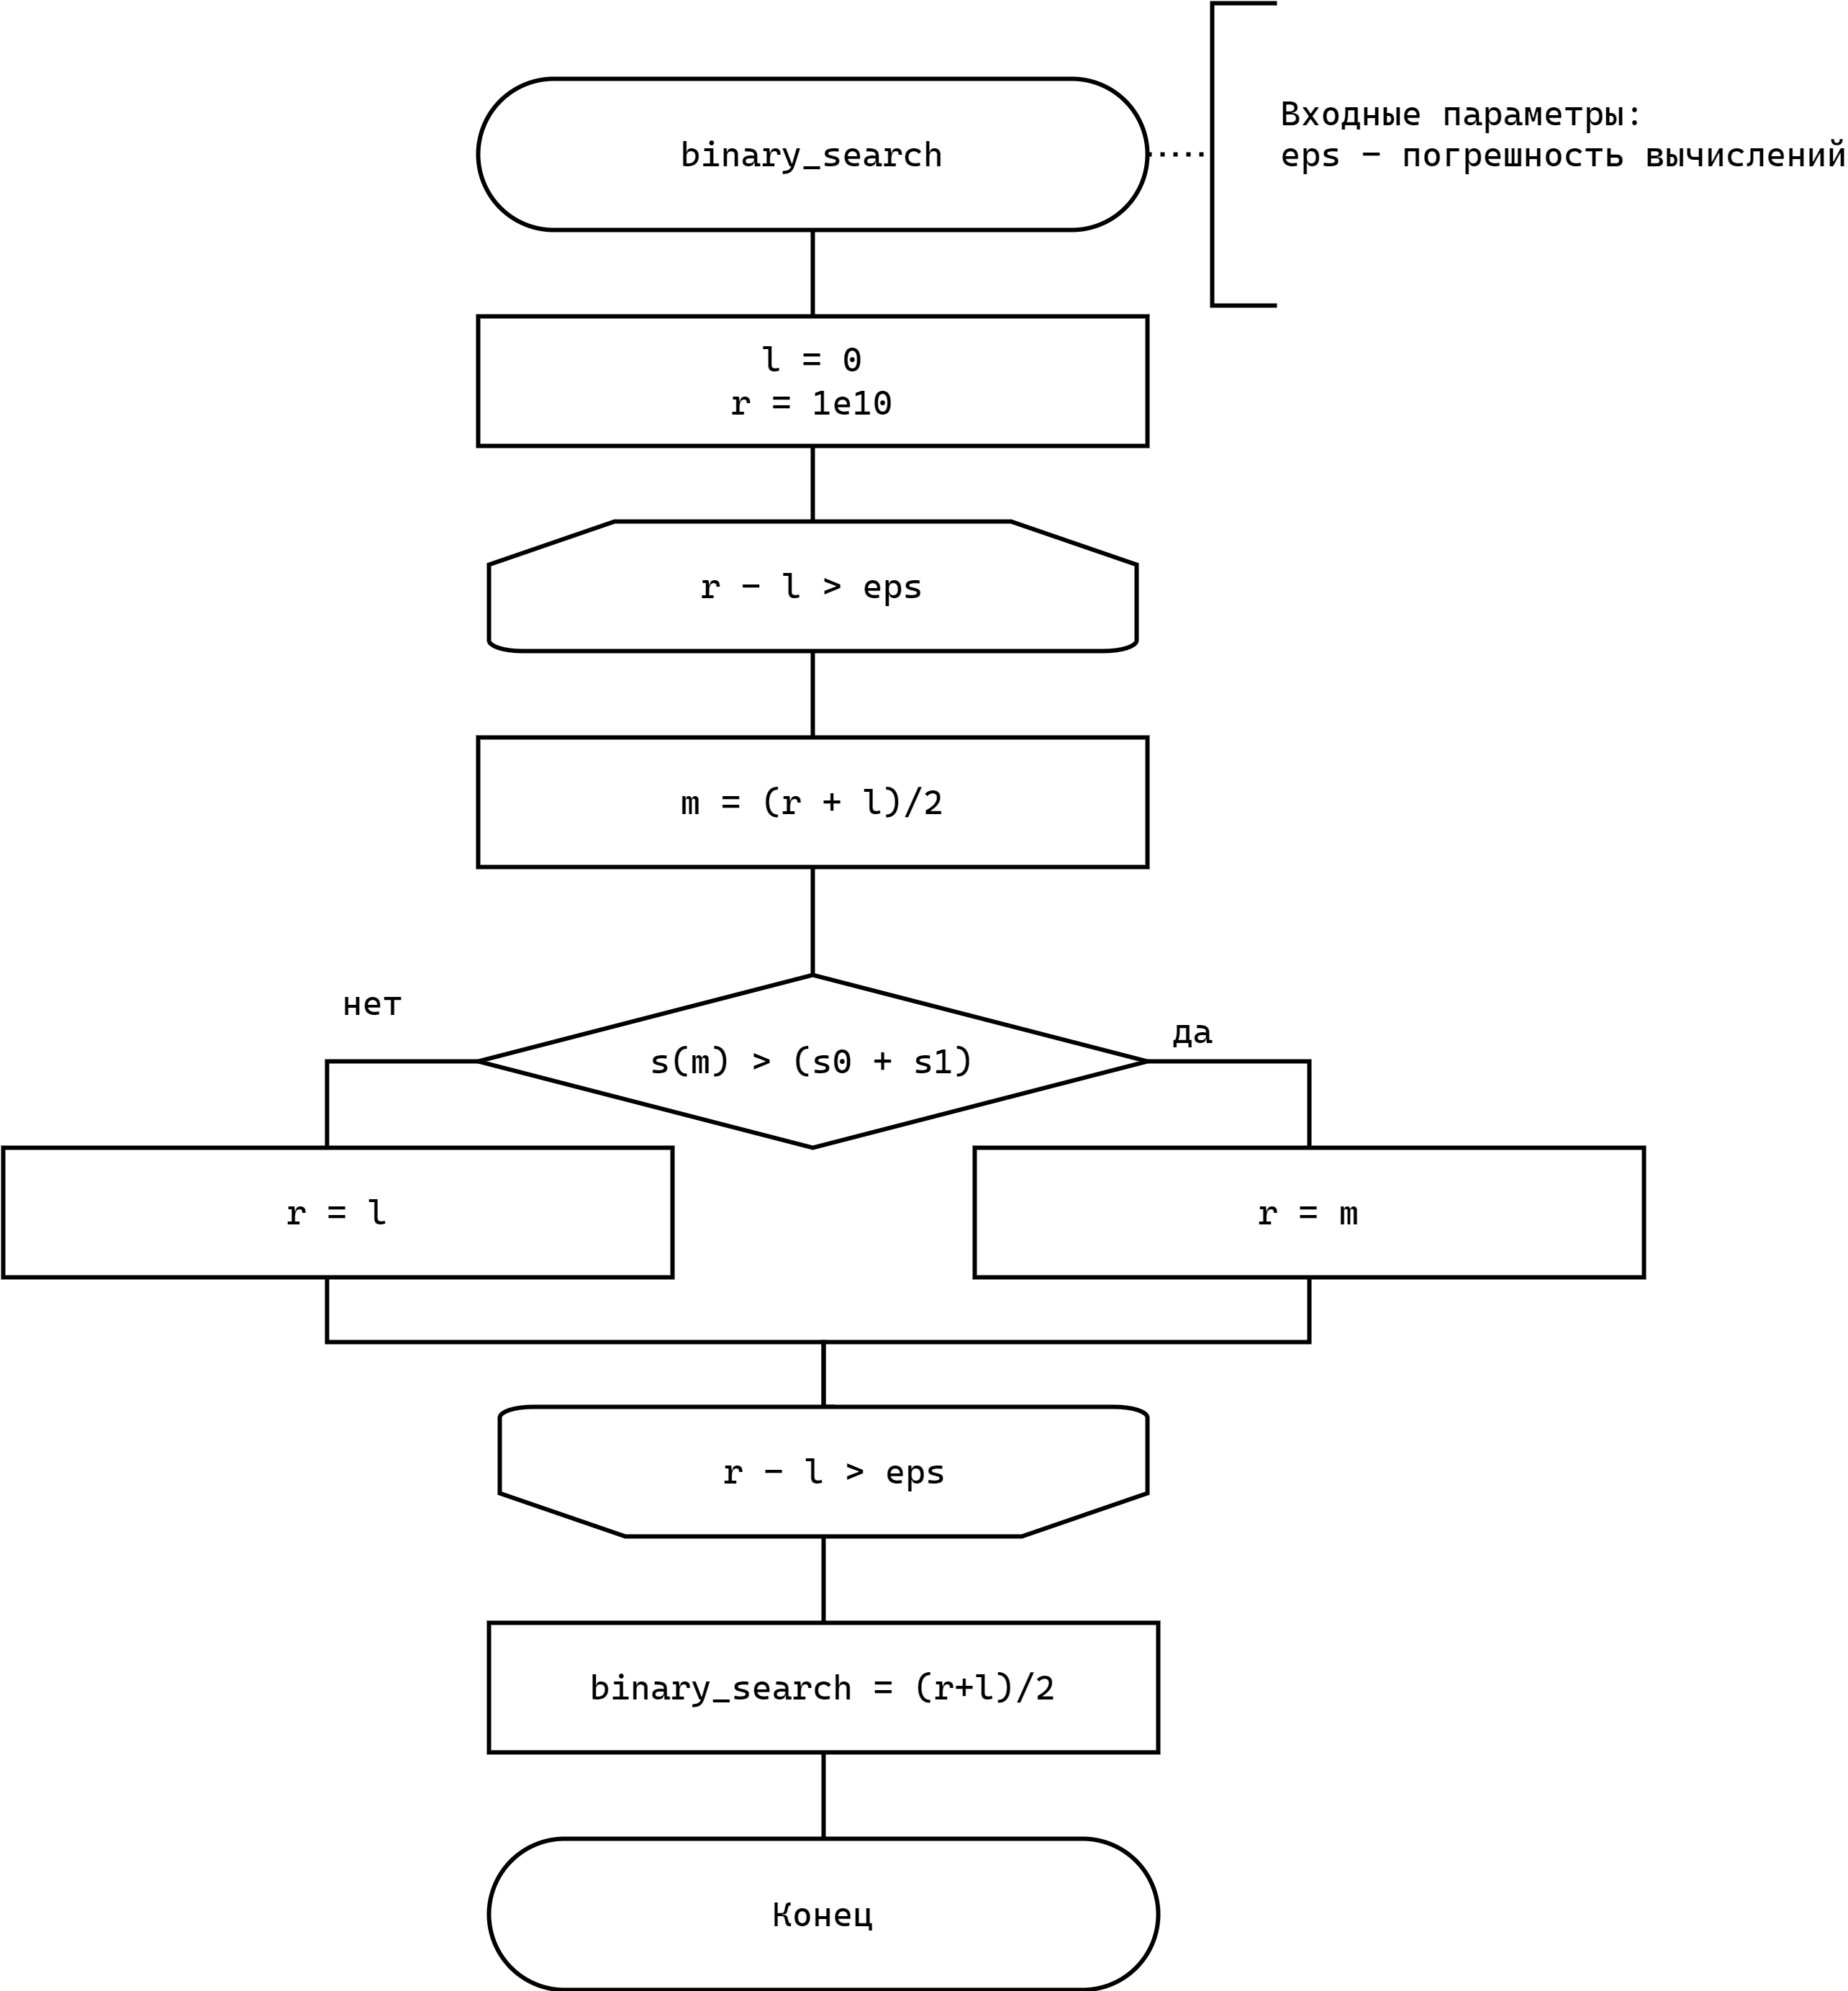 binary_search
Входные параметры:
eps − погрешность вычислений
l = 0
r = 1e10
r − l > eps
m = (r + l)/2
нет
да
s(m) > (s0 + s1)
r = l
r = m
r − l > eps
binary_search = (r+l)/2
Конец